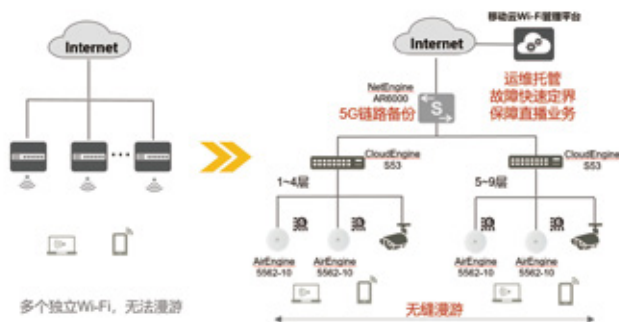 Internet
多个独立Wi-Fi，无法漫游
移动云Wi-Fi管理平台
Internet
运维托管
故障快速定界
保障直播业务
NetEngine
AR6000
5G链路备份
S
CloudEngine
S53
CloudEngine
S53
1~4层
5~9层
AirEngine
5562-10
AirEngine
5562-10
AirEngine
5562-10
AirEngine
5562-10
无缝漫游